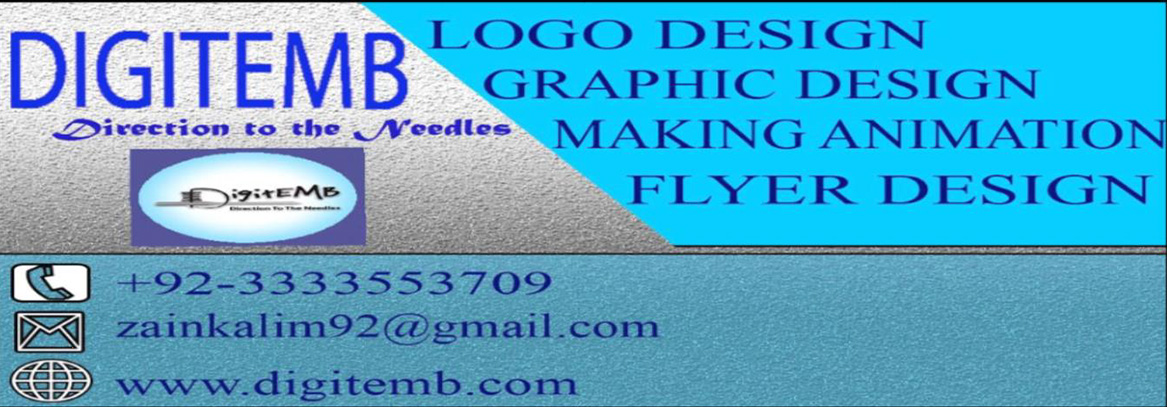 DIGITEMB
Direction to the Needles
DigitEMB
Direction To The Needles
LOGO DESIGN
GRAPHIC DESIGN
MAKING ANIMATION
FLYER DESIGN
+92-3333553709
zainkalim92@gmail.com
www.digitemb.com